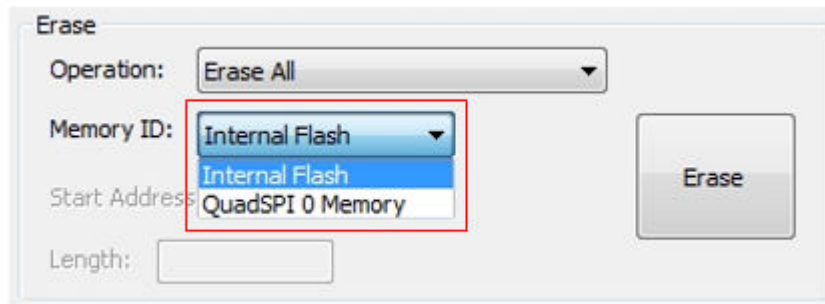 Erase
Operation: Erase All
Memory ID: Internal Flash
Internal Flash
Start Address
QuadSPI 0 Memory
Erase
Length: